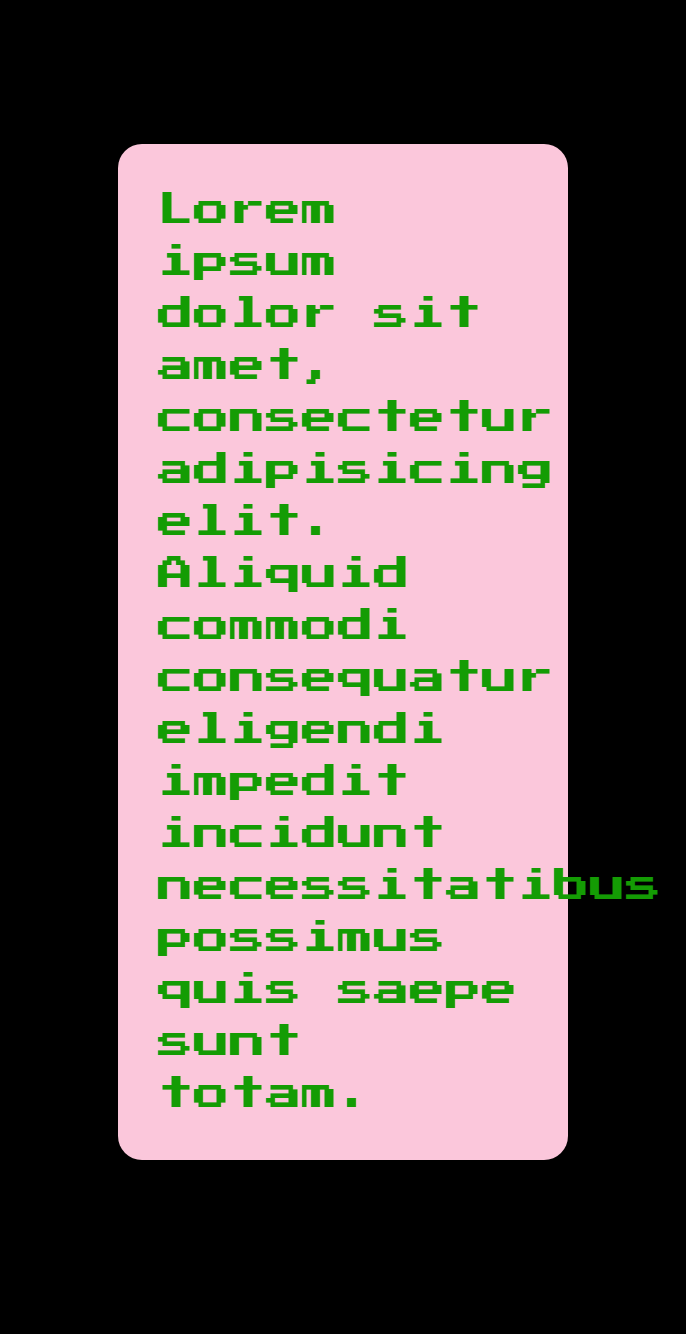 Lorem
ipsum
dolor sit
amet,
consectetur
adipisicing
elit.
Aliquid
commodi
consequatur
eligendi
impedit
incidunt
necessitatibus
possimus
quis saepe
sunt
totam.